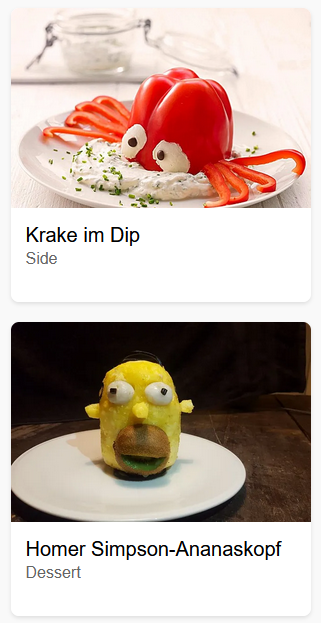 Krake im Dip
Side
Homer Simpson-Ananaskopf
Dessert